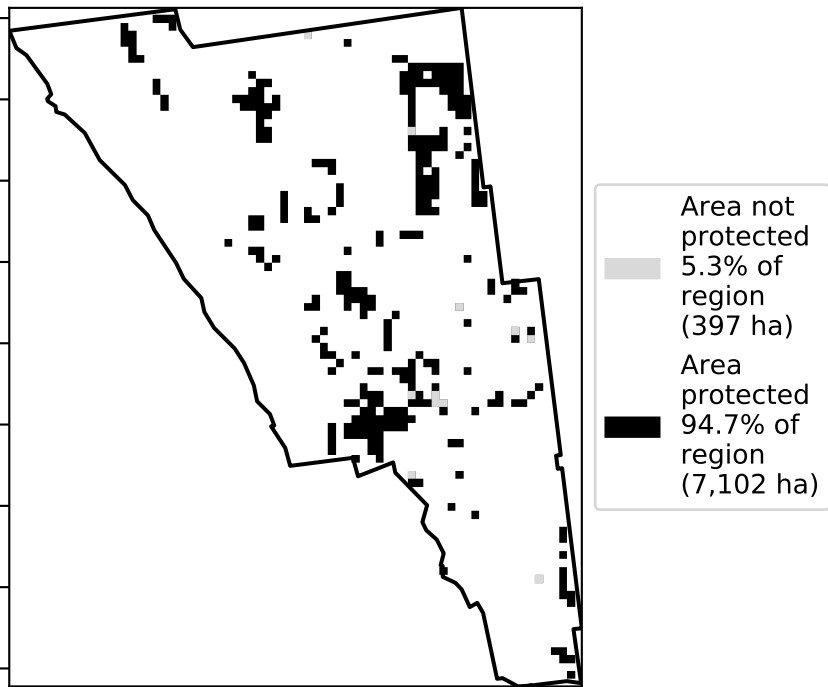 Area not
protected
5.3% of
region
(397 ha)
Area
protected
94.7% of
region
(7,102 ha)